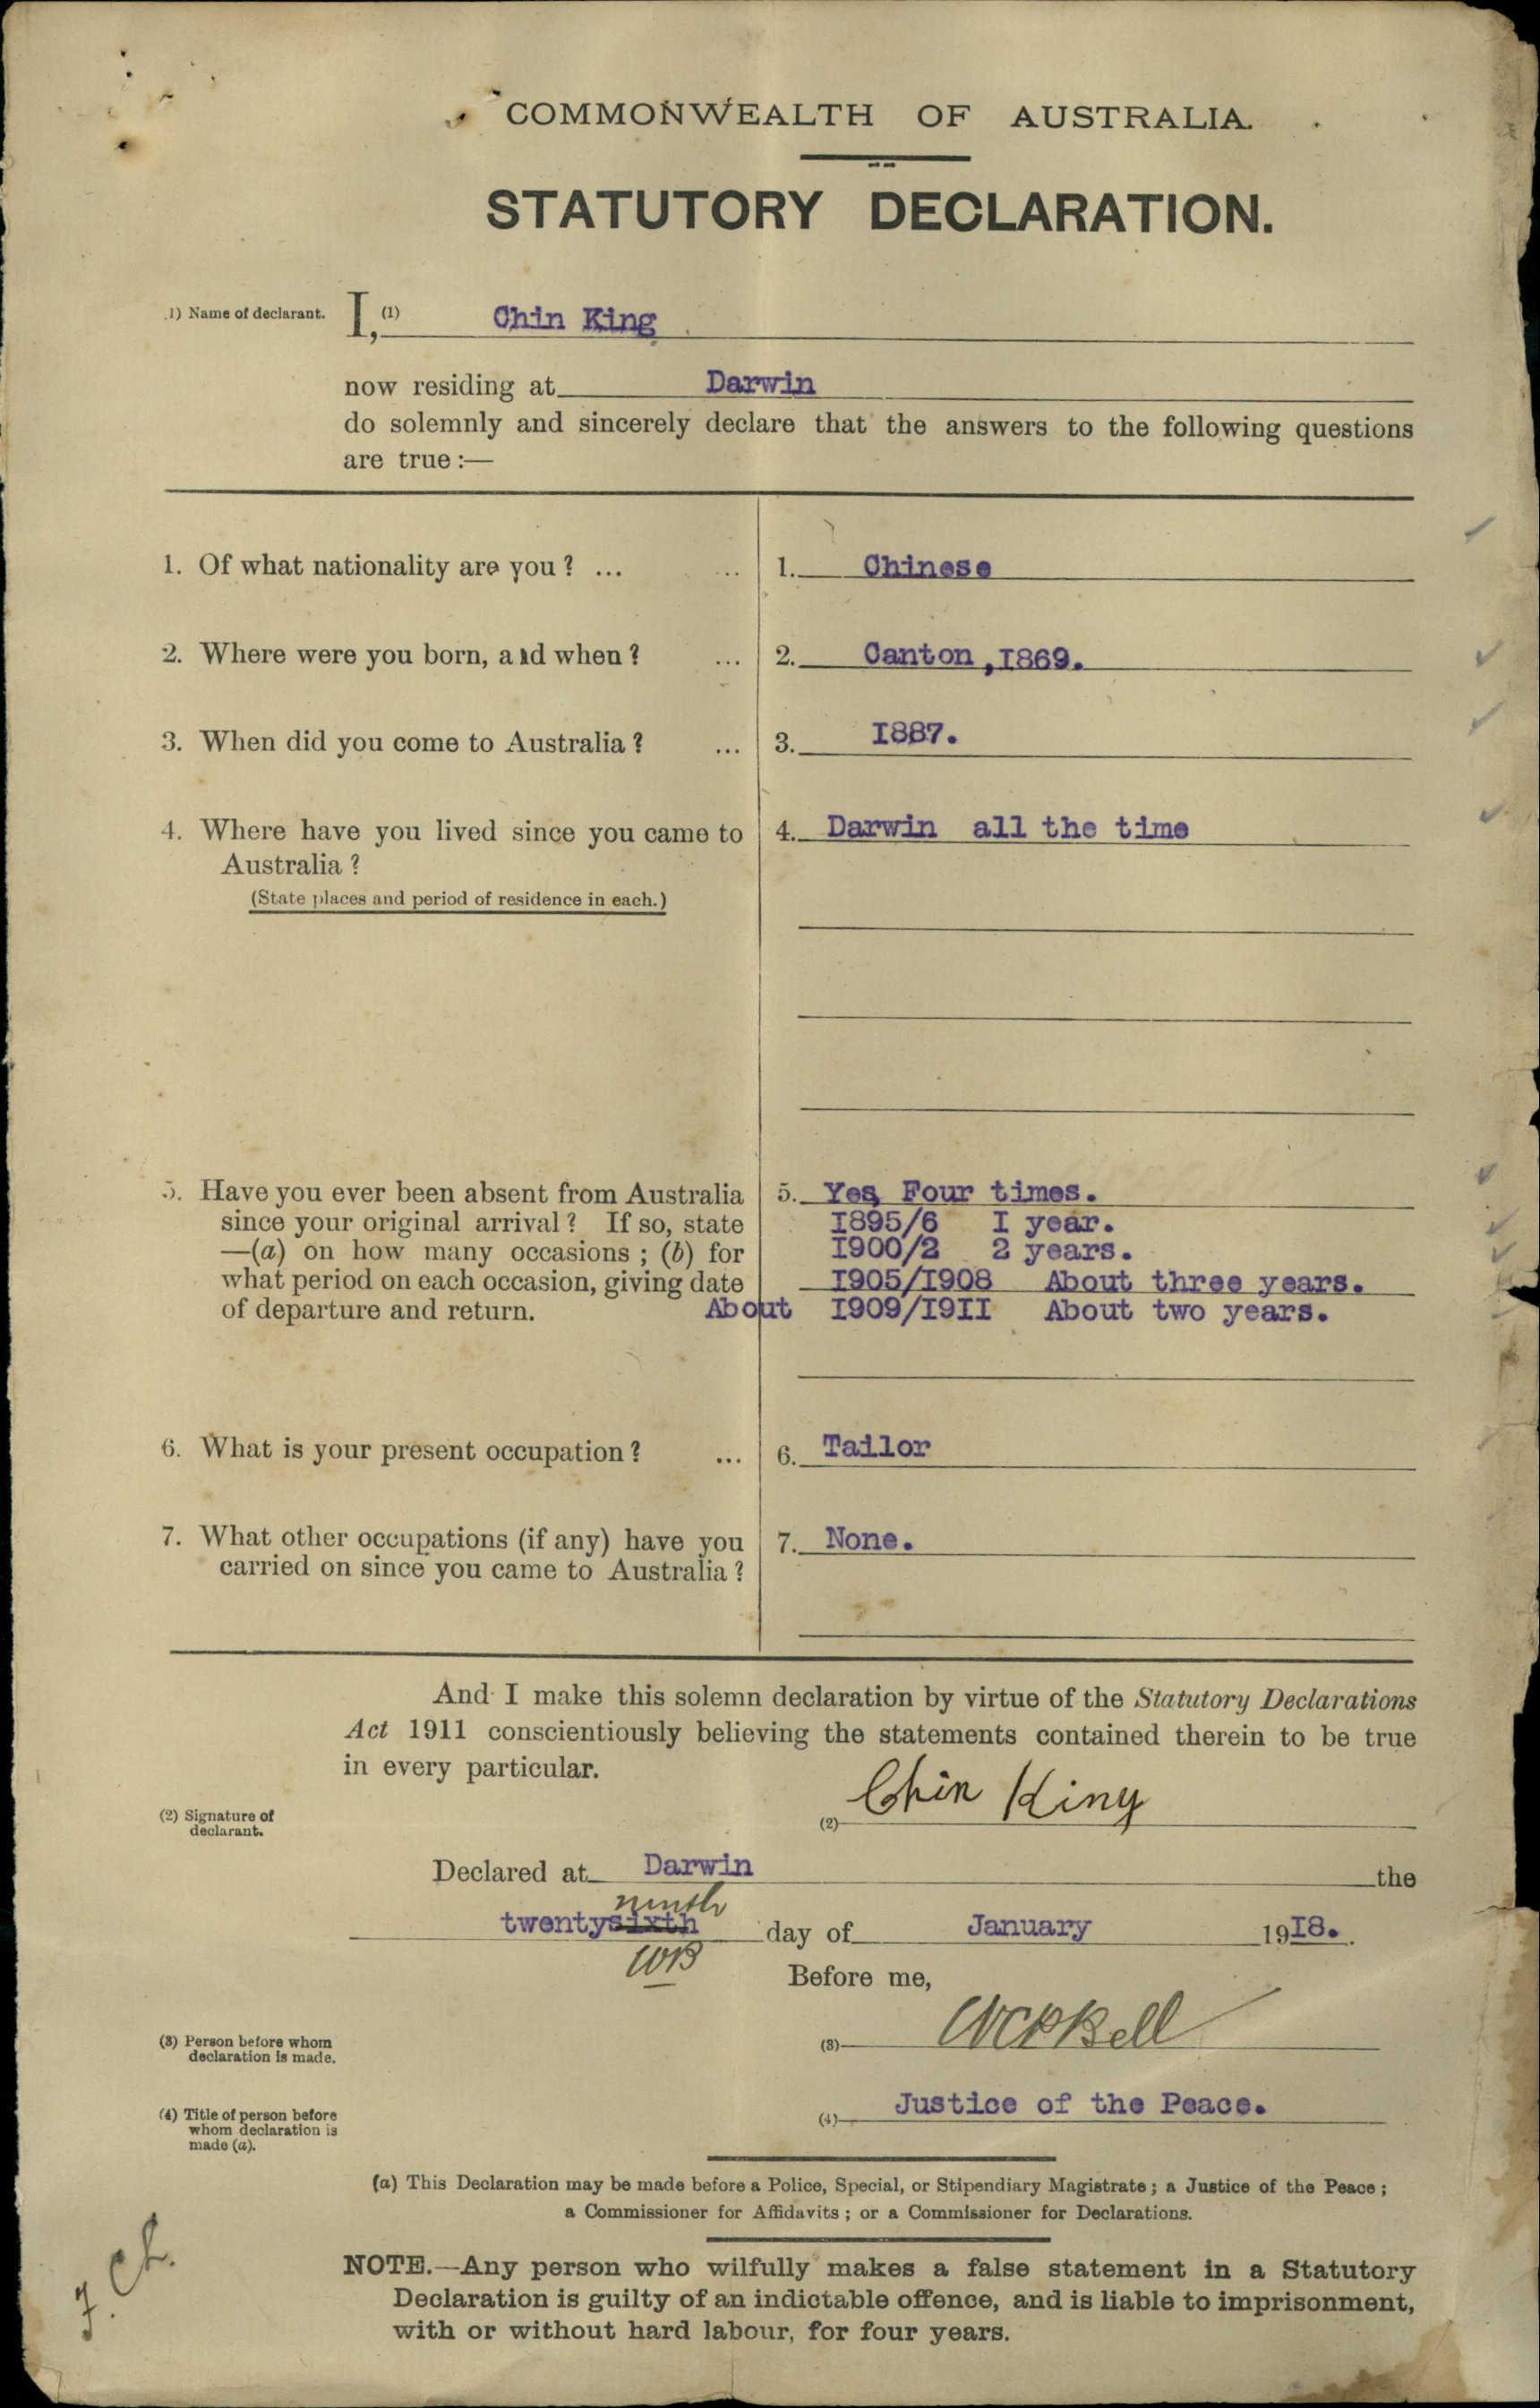 COMMONWEALTH OF AUSTRALIA.
STATUTORY DECLARATION.
(1) Name of declarant. I, (1) Chin King
now residing at Darwin
do solemnly and sincerely declare that the answers to the following questions
are true :—
1. Of what nationality are you ? ... ... 1. Chinese
2. Where were you born, and when ? ... 2. Canton, I869.
3. When did you come to Australia ? ... 3. I887.
4. Where have you lived since you came to 4. Darwin all the time
Australia ?
(State places and period of residence in each.)
5. Have you ever been absent from Australia 5. Yes, Four times.
since your original arrival ? If so, state I895/6 I year.
—(a) on how many occasions ; (b) for I900/2 2 years.
what period on each occasion, giving date I905/I908 About three years.
of departure and return. About I909/I9II About two years.
6. What is your present occupation ? ... 6. Tailor
7. What other occupations (if any) have you 7. None.
carried on since you came to Australia ?
And I make this solemn declaration by virtue of the Statutory Declarations
Act 1911 conscientiously believing the statements contained therein to be true
in every particular.
(2) Signature of
declarant.
(2) Chin King
Declared at Darwin the
ninth
twentysixth day of January 19I8.
WB
Before me,
(3) Person before whom
declaration is made.
(3) Bell
(4) Title of person before
whom declaration is
made (a).
(4) Justice of the Peace.
(a) This Declaration may be made before a Police, Special, or Stipendiary Magistrate ; a Justice of the Peace ;
a Commissioner for Affidavits ; or a Commissioner for Declarations.
NOTE.—Any person who wilfully makes a false statement in a Statutory
Declaration is guilty of an indictable offence, and is liable to imprisonment,
with or without hard labour, for four years.